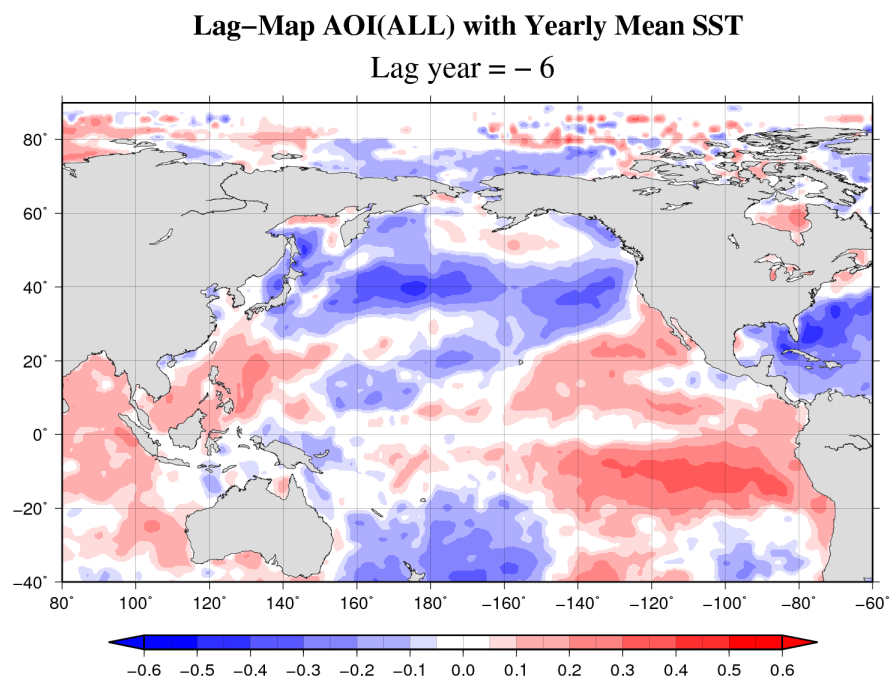 Lag−Map AOI(ALL) with Yearly Mean SST
Lag year = − 6
80°
60°
40°
20°
0°
−20°
−40°
80° 100° 120° 140° 160° 180° −160° −140° −120° −100° −80° −60°
−0.6 −0.5 −0.4 −0.3 −0.2 −0.1 0.0 0.1 0.2 0.3 0.4 0.5 0.6